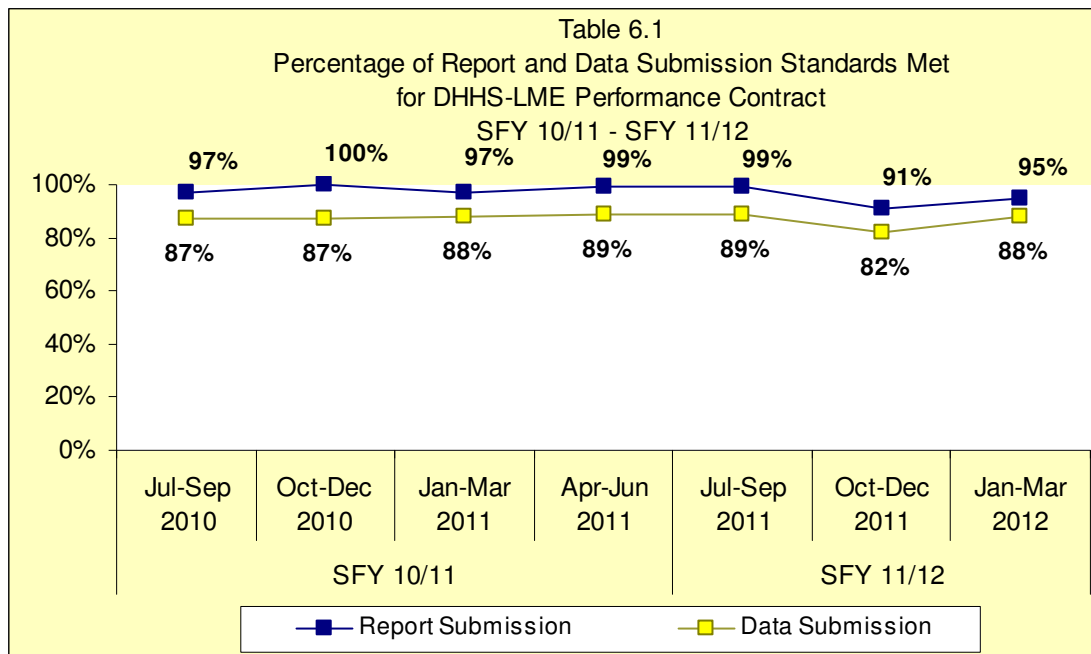 Table 6.1
Percentage of Report and Data Submission Standards Met
for DHHS-LME Performance Contract
SFY 10/11 - SFY 11/12
97% 100% 97% 99% 99% 91% 95%
100%
80%
87% 87% 88% 89% 89% 82% 88%
60%
40%
20%
0%
Jul-Sep 2010
Oct-Dec 2010
Jan-Mar 2011
Apr-Jun 2011
Jul-Sep 2011
Oct-Dec 2011
Jan-Mar 2012
SFY 10/11 SFY 11/12
Report Submission Data Submission